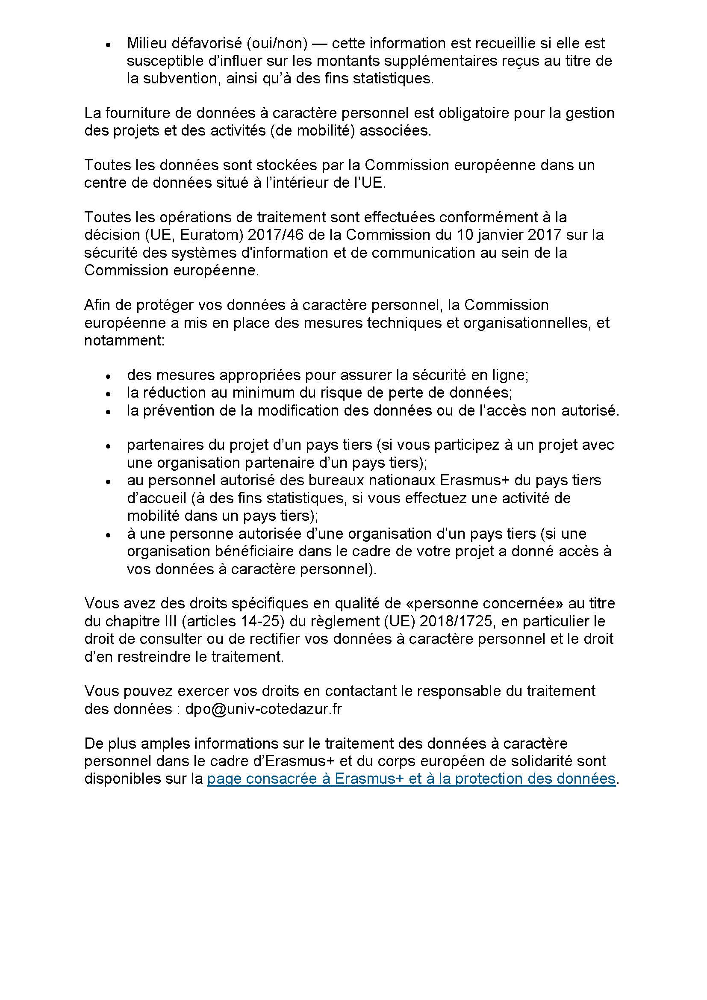 • Milieu défavorisé (oui/non) — cette information est recueillie si elle est
susceptible d’influer sur les montants supplémentaires reçus au titre de
la subvention, ainsi qu’à des fins statistiques.
La fourniture de données à caractère personnel est obligatoire pour la gestion
des projets et des activités (de mobilité) associées.
Toutes les données sont stockées par la Commission européenne dans un
centre de données situé à l’intérieur de l’UE.
Toutes les opérations de traitement sont effectuées conformément à la
décision (UE, Euratom) 2017/46 de la Commission du 10 janvier 2017 sur la
sécurité des systèmes d'information et de communication au sein de la
Commission européenne.
Afin de protéger vos données à caractère personnel, la Commission
européenne a mis en place des mesures techniques et organisationnelles, et
notamment:
• des mesures appropriées pour assurer la sécurité en ligne;
• la réduction au minimum du risque de perte de données;
• la prévention de la modification des données ou de l’accès non autorisé.
• partenaires du projet d’un pays tiers (si vous participez à un projet avec
une organisation partenaire d’un pays tiers);
• au personnel autorisé des bureaux nationaux Erasmus+ du pays tiers
d’accueil (à des fins statistiques, si vous effectuez une activité de
mobilité dans un pays tiers);
• à une personne autorisée d’une organisation d’un pays tiers (si une
organisation bénéficiaire dans le cadre de votre projet a donné accès à
vos données à caractère personnel).
Vous avez des droits spécifiques en qualité de «personne concernée» au titre
du chapitre III (articles 14-25) du règlement (UE) 2018/1725, en particulier le
droit de consulter ou de rectifier vos données à caractère personnel et le droit
d’en restreindre le traitement.
Vous pouvez exercer vos droits en contactant le responsable du traitement
des données : dpo@univ-cotedazur.fr
De plus amples informations sur le traitement des données à caractère
personnel dans le cadre d’Erasmus+ et du corps européen de solidarité sont
disponibles sur la page consacrée à Erasmus+ et à la protection des données.